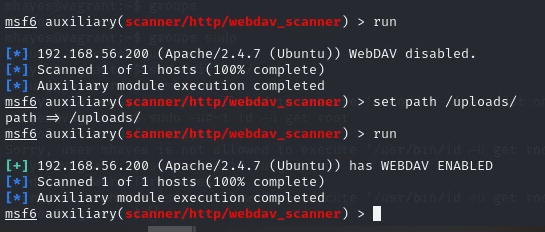 mhayes@vagrant:~$ groups
msf6 auxiliary(scanner/http/webdav_scanner) > run
[*] 192.168.56.200 (Apache/2.4.7 (Ubuntu)) WebDAV disabled.
[*] Scanned 1 of 1 hosts (100% complete)
[*] Auxiliary module execution completed
msf6 auxiliary(scanner/http/webdav_scanner) > set path /uploads/
path => /uploads/
msf6 auxiliary(scanner/http/webdav_scanner) > run
[+] 192.168.56.200 (Apache/2.4.7 (Ubuntu)) has WEBDAV ENABLED
[*] Scanned 1 of 1 hosts (100% complete)
[*] Auxiliary module execution completed
msf6 auxiliary(scanner/http/webdav_scanner) >